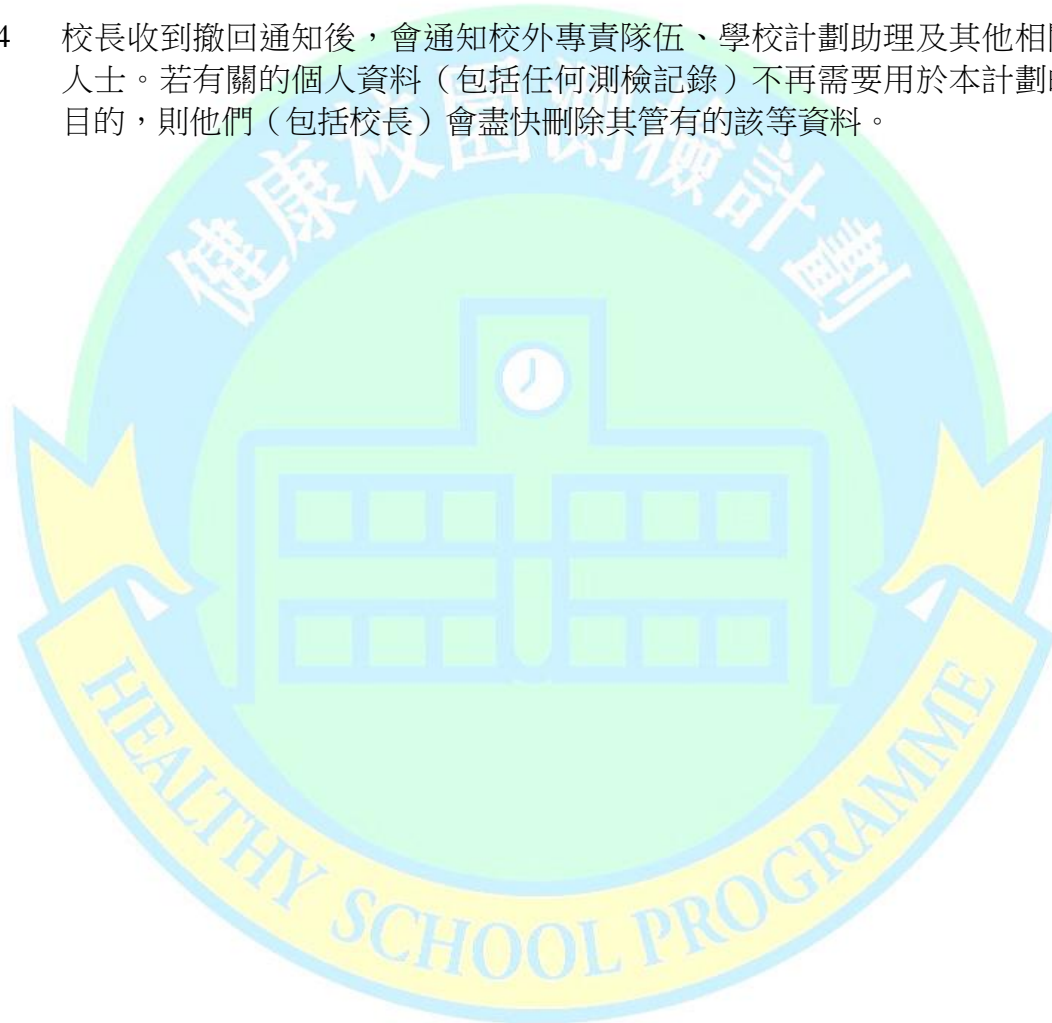 4 校長收到撤回通知後，會通知校外專責隊伍、學校計劃助理及其他相關
人士。若有關的個人資料（包括任何測檢記錄）不再需要用於本計劃的
目的，則他們（包括校長）會盡快刪除其管有的該等資料。
健康校園測檢計劃
HEALTHY SCHOOL PROGRAMME